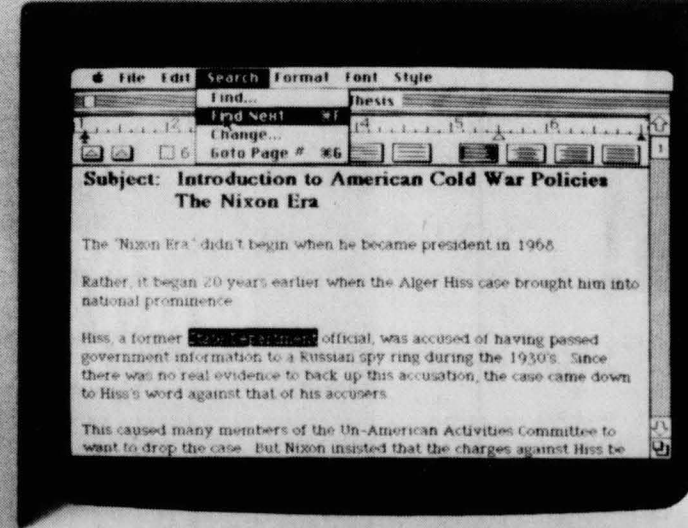 File Edit Search Format Font Style
Find...
Thesis
Find Next ⌘F
Change...
Goto Page # ⌘G
Subject: Introduction to American Cold War Policies
The Nixon Era
The "Nixon Era" didn't begin when he became president in 1968.
Rather, it began 20 years earlier when the Alger Hiss case brought him into
national prominence
Hiss, a former State Department official, was accused of having passed
government information to a Russian spy ring during the 1930's. Since
there was no real evidence to back up this accusation, the case came down
to Hiss's word against that of his accusers
This caused many members of the Un-American Activities Committee to
want to drop the case. But Nixon insisted that the charges against Hiss be